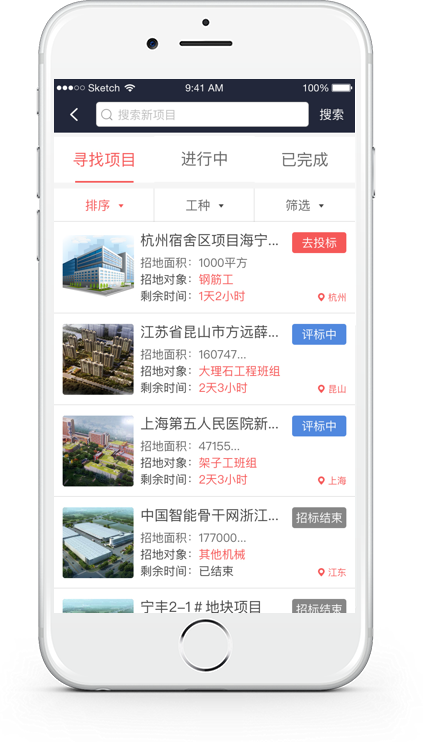 Sketch 9:41 AM 100%
搜索新项目 搜索
寻找项目 进行中 已完成
排序 工种 筛选
杭州宿舍区项目海宁... 去投标
招地面积：1000平方
招地对象：钢筋工
剩余时间：1天2小时 杭州
江苏省昆山市方远薛... 评标中
招地面积：160747...
招地对象：大理石工程班组
剩余时间：2天3小时 昆山
上海第五人民医院新... 评标中
招地面积：47155...
招地对象：架子工班组
剩余时间：2天3小时 上海
中国智能骨干网浙江... 招标结束
招地面积：177000...
招地对象：其他机械
剩余时间：已结束 江东
宁丰2-1＃地块项目 招标结束